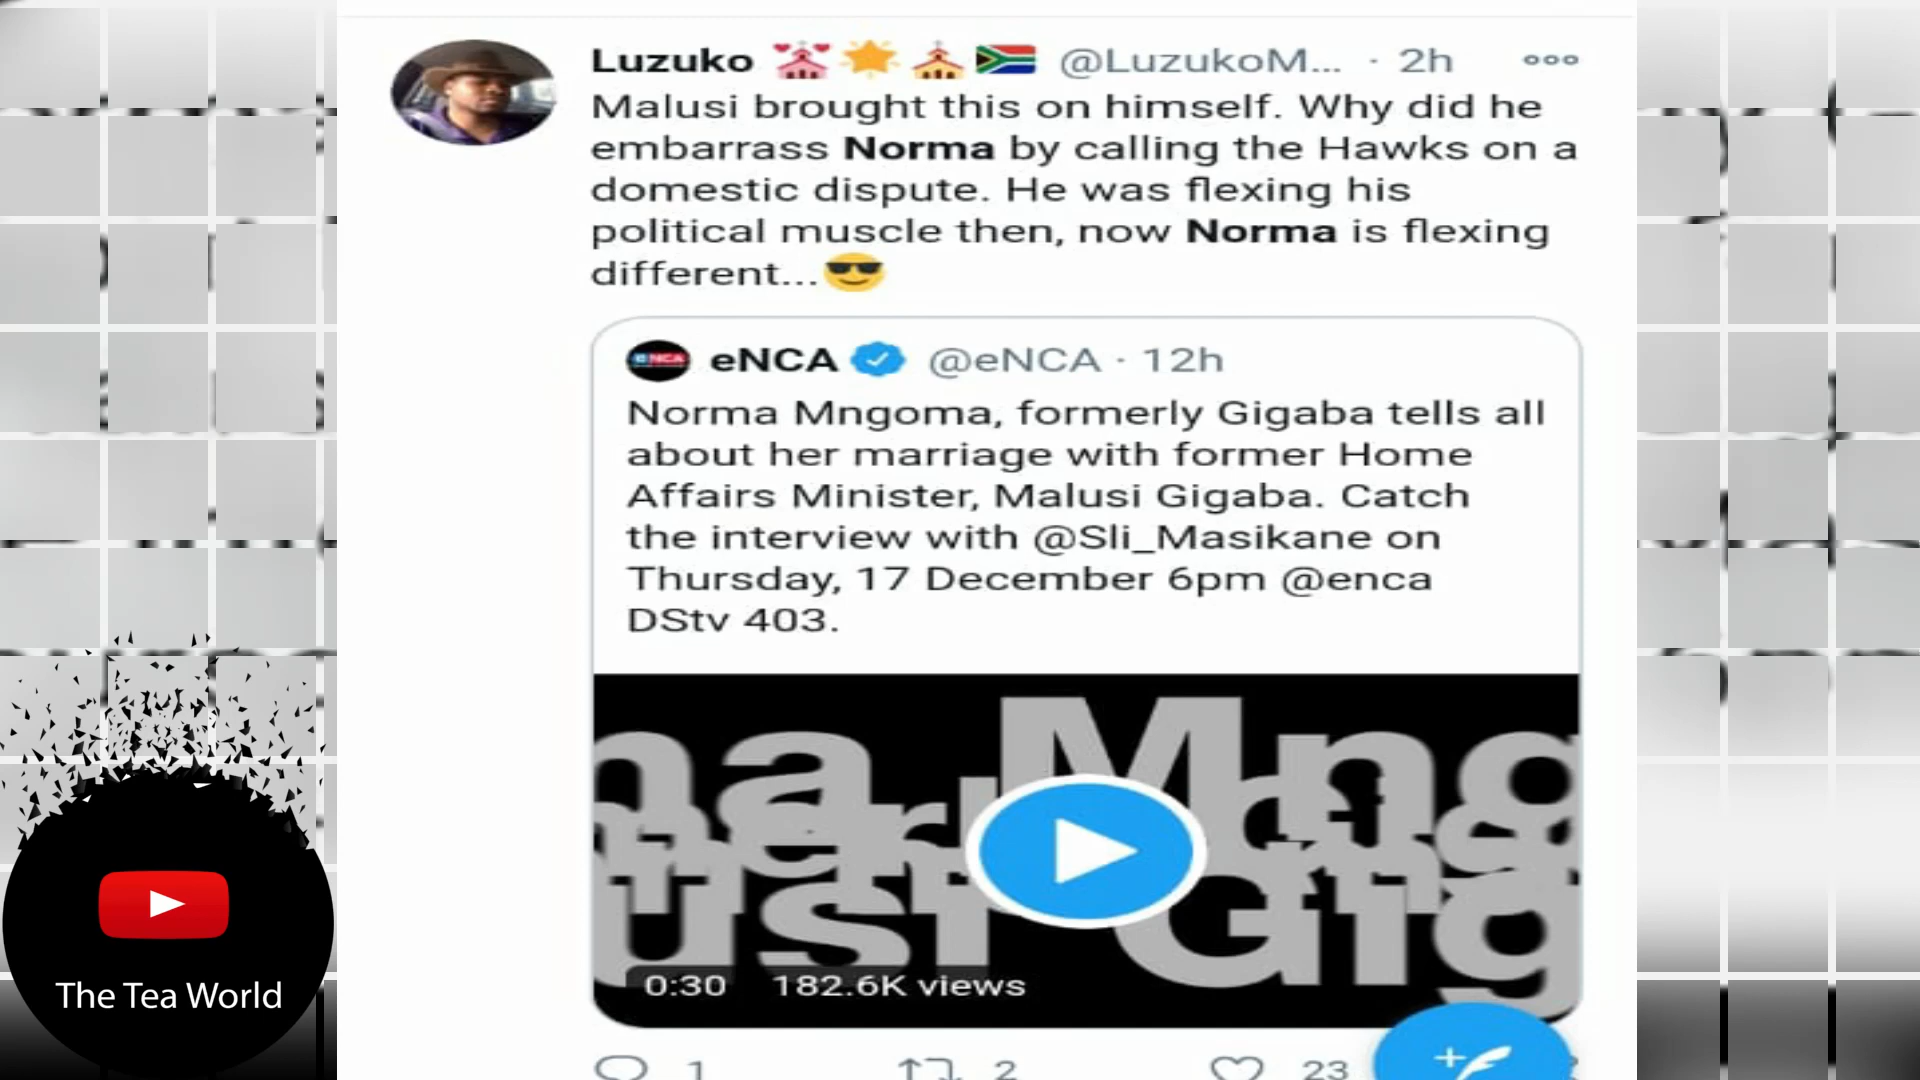 Luzuko @LuzukoM... · 2h
Malusi brought this on himself. Why did he
embarrass Norma by calling the Hawks on a
domestic dispute. He was flexing his
political muscle then, now Norma is flexing
different...
eNCA @eNCA · 12h
Norma Mngoma, formerly Gigaba tells all
about her marriage with former Home
Affairs Minister, Malusi Gigaba. Catch
the interview with @Sli_Masikane on
Thursday, 17 December 6pm @enca
DStv 403.
0:30 182.6K views
1 2 23
The Tea World